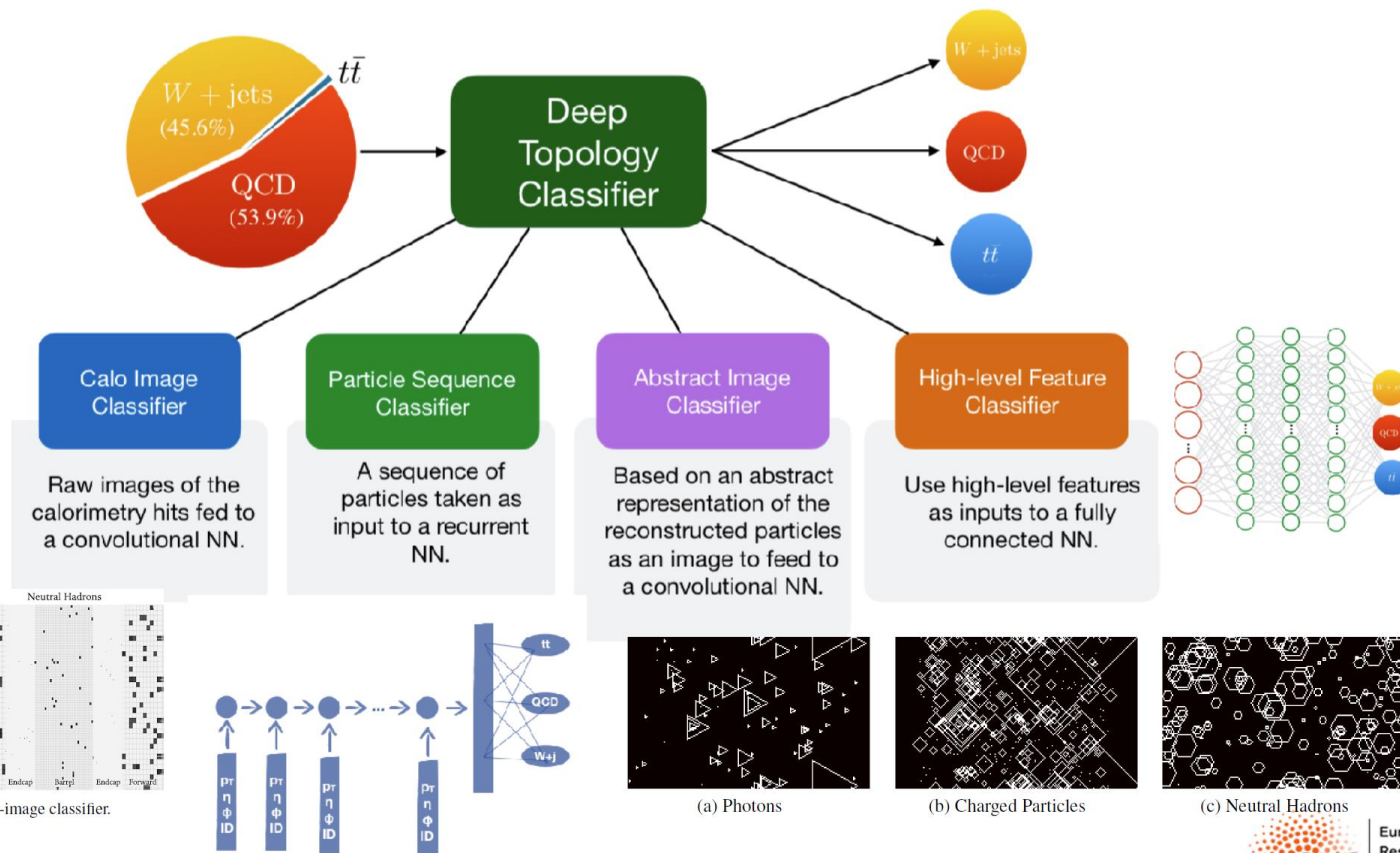 W + jets
(45.6%)
tt̄
QCD
(53.9%)
Deep
Topology
Classifier
W + jets
QCD
tt̄
Calo Image
Classifier
Raw images of the
calorimetry hits fed to
a convolutional NN.
Particle Sequence
Classifier
A sequence of
particles taken as
input to a recurrent
NN.
Abstract Image
Classifier
Based on an abstract
representation of the
reconstructed particles
as an image to feed to
a convolutional NN.
High-level Feature
Classifier
Use high-level features
as inputs to a fully
connected NN.
QCD
tt̄
Neutral Hadrons
Endcap Barrel Endcap Forward
-image classifier.
... 
tt
QCD
W+j
pT η ϕ ID
pT η ϕ ID
pT η ϕ ID
pT η ϕ ID
(a) Photons
(b) Charged Particles
(c) Neutral Hadrons